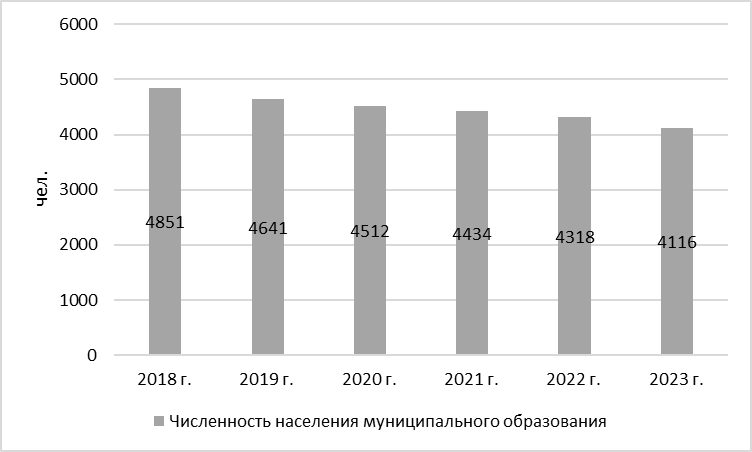 6000
5000
4000
3000
2000
1000
0
чел.
4851
4641
4512
4434
4318
4116
2018 г.
2019 г.
2020 г.
2021 г.
2022 г.
2023 г.
Численность населения муниципального образования